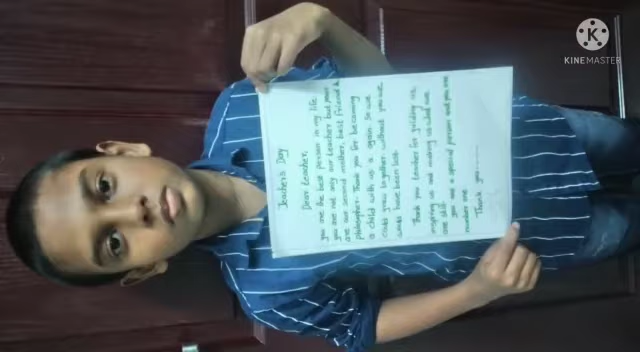 Teachers Day
Dear teacher,
You are the best person in my life
you are not only our teacher but you
are our second mother, best friend &
philosopher. Thank you for becoming
a child with us is again. So we
could grow together without you we
would have been lost.
Thank you teacher for guiding us,
inspiring us and making us what we
are still you are a special person and you are
number one
Thank you......
KINEMASTER